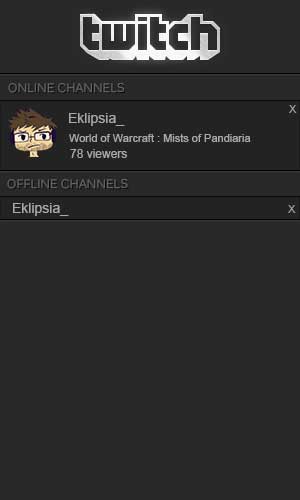 twitch
ONLINE CHANNELS
x
Eklipsia_
World of Warcraft : Mists of Pandiaria
78 viewers
OFFLINE CHANNELS
Eklipsia_ x